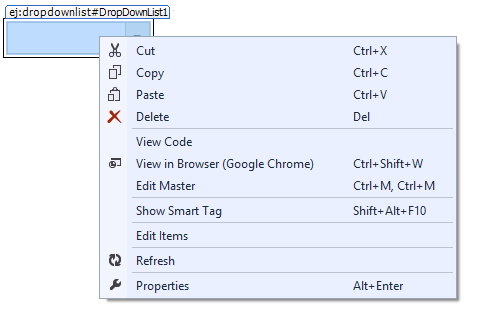 ej:dropdownlist#DropDownList1
Cut Ctrl+X
Copy Ctrl+C
Paste Ctrl+V
Delete Del
View Code
View in Browser (Google Chrome) Ctrl+Shift+W
Edit Master Ctrl+M, Ctrl+M
Show Smart Tag Shift+Alt+F10
Edit Items
Refresh
Properties Alt+Enter